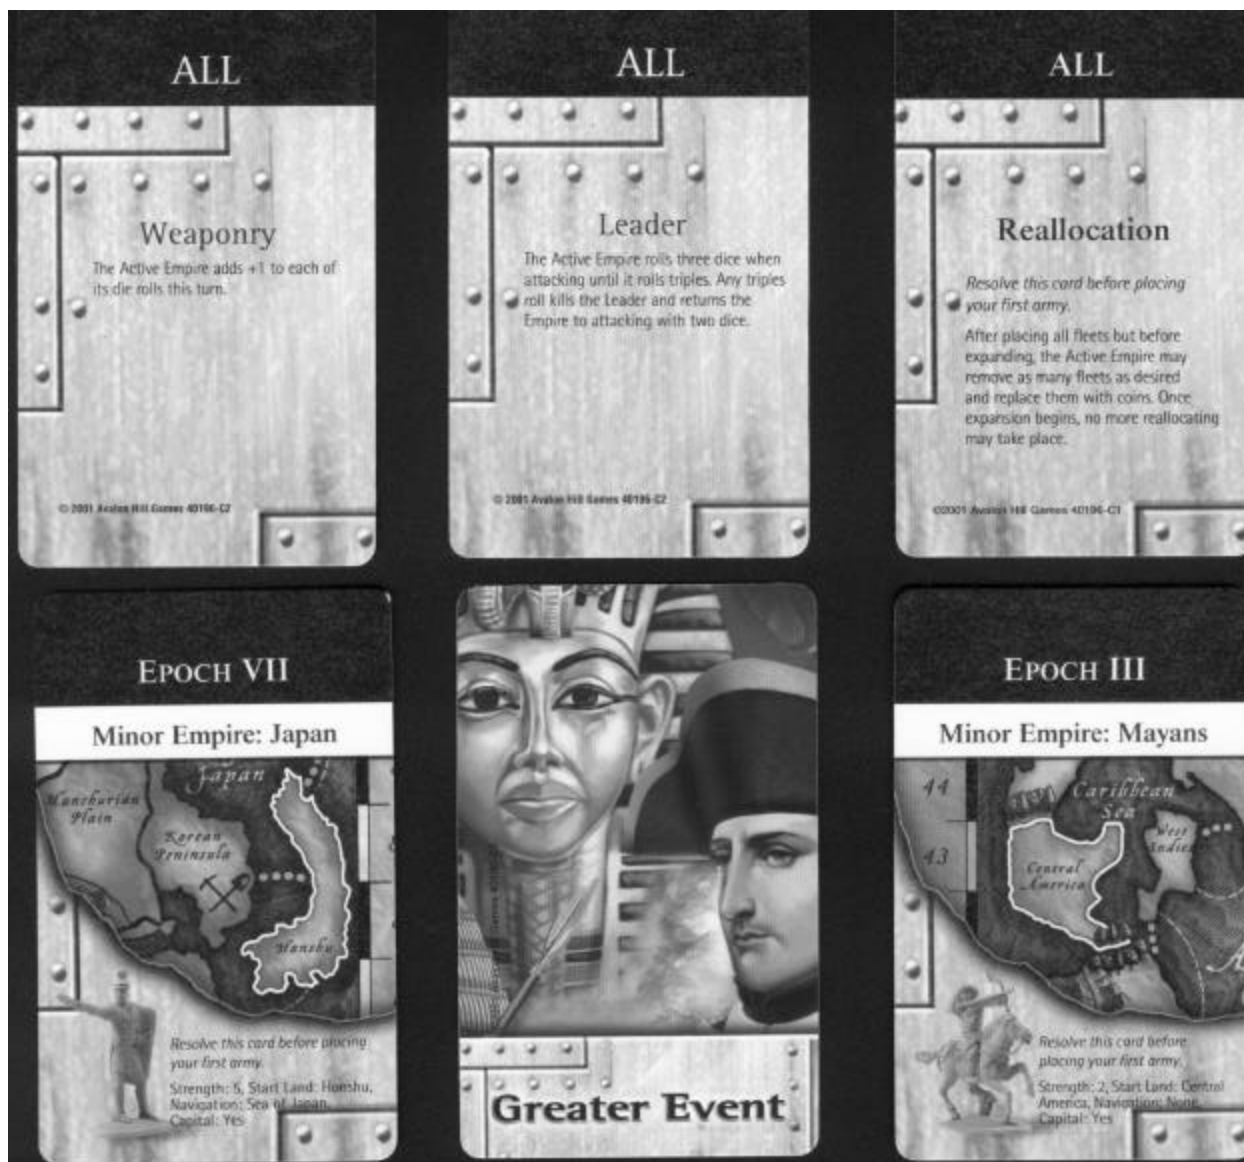 ALL
Weaponry
The Active Empire adds +1 to each of
its die rolls this turn.
© 2001 Avalon Hill Games 40196-C2
ALL
Leader
The Active Empire rolls three dice when
attacking until it rolls triples. Any triples
roll kills the Leader and returns the
Empire to attacking with two dice.
© 2001 Avalon Hill Games 40196-C2
ALL
Reallocation
Resolve this card before placing
your first army.
After placing all fleets but before
expanding, the Active Empire may
remove as many fleets as desired
and replace them with coins. Once
expansion begins, no more reallocating
may take place.
©2001 Avalon Hill Games 40196-C1
EPOCH VII
Minor Empire: Japan
Japan
Manchurian
Plain
Korean
Peninsula
Honshu
Resolve this card before placing
your first army.
Strength: 5, Start Land: Honshu,
Navigation: Sea of Japan,
Capital: Yes
Greater Event
EPOCH III
Minor Empire: Mayans
44
Caribbean
Sea
43
West
Indies
Central
America
Resolve this card before
placing your first army.
Strength: 2, Start Land: Central
America, Navigation: None,
Capital: Yes